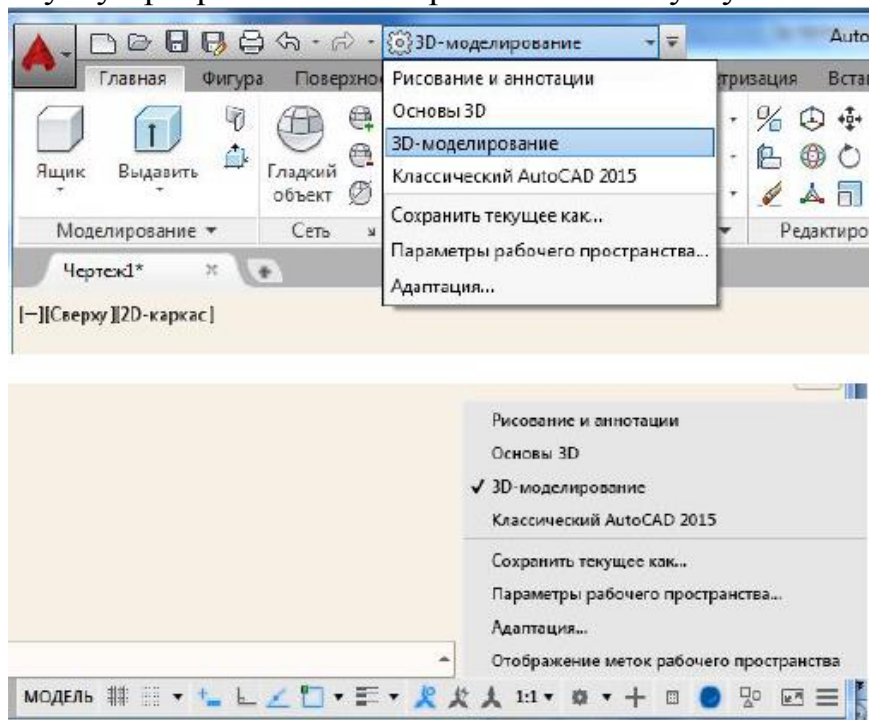 3D-моделирование Auto
Главная Фигура Поверхно тризация Вста
Рисование и аннотации
Основы 3D
3D-моделирование
Классический AutoCAD 2015
Сохранить текущее как...
Параметры рабочего пространства...
Адаптация...
Ящик Выдавить Гладкий
объект
Моделирование Сеть Редактиро
Чертеж1*
[–][Сверху][2D-каркас]
Рисование и аннотации
Основы 3D
✓ 3D-моделирование
Классический AutoCAD 2015
Сохранить текущее как...
Параметры рабочего пространства...
Адаптация...
Отображение меток рабочего пространства
МОДЕЛЬ 1:1